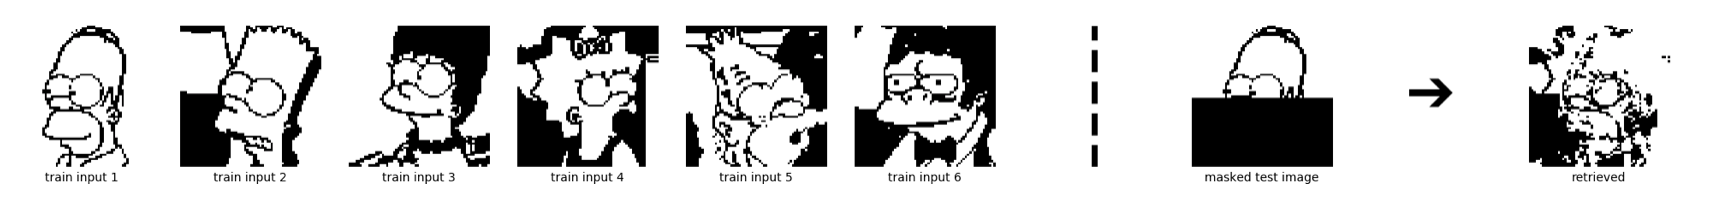 train input 1
train input 2
train input 3
train input 4
train input 5
train input 6
masked test image
retrieved